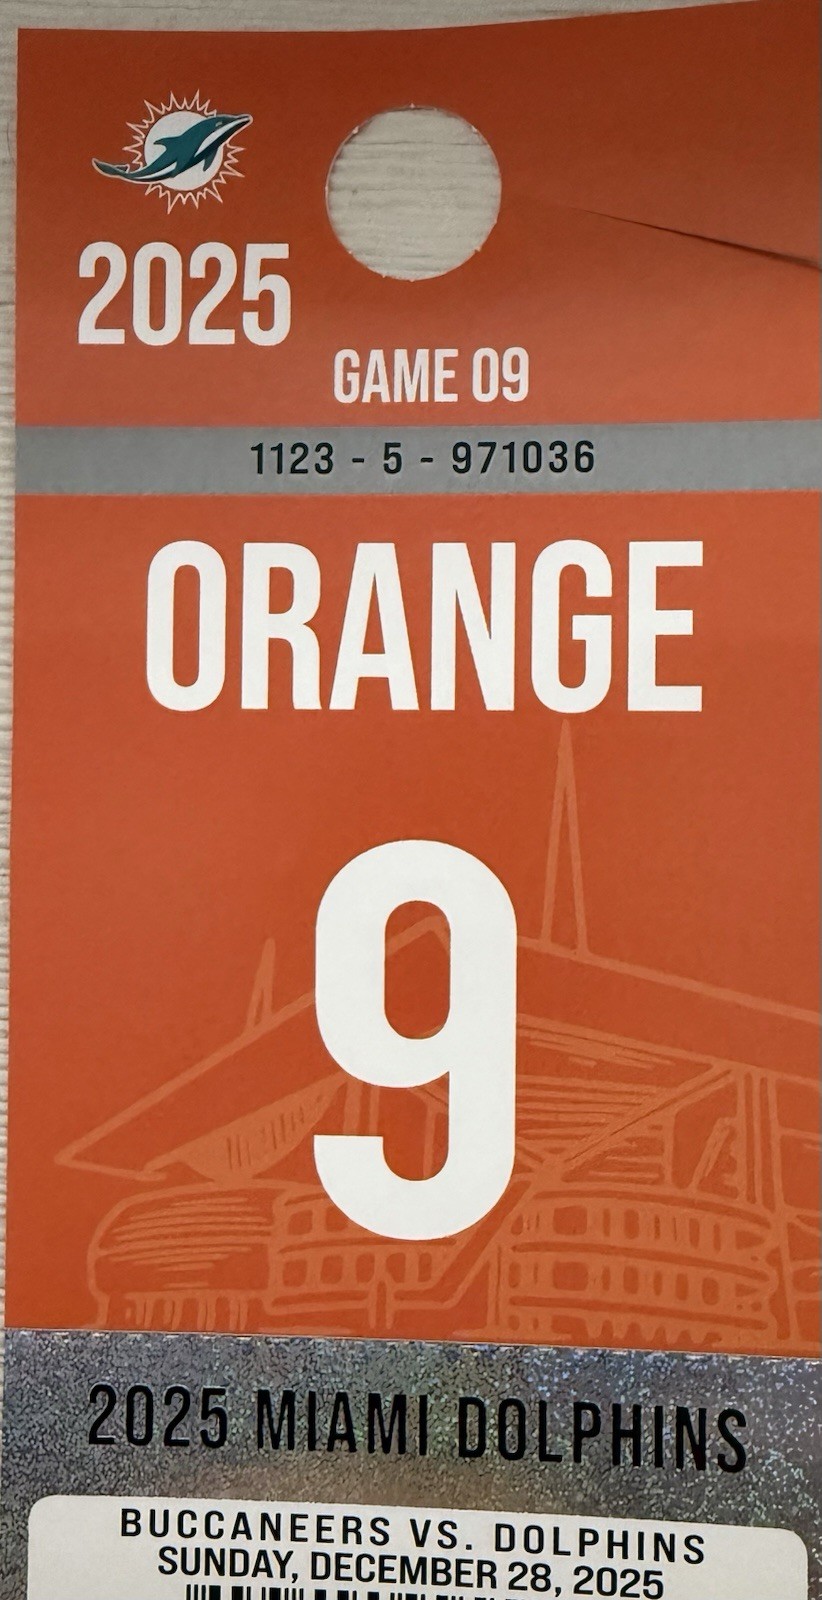 2025
GAME 09
1123 - 5 - 971036
ORANGE
9
2025 MIAMI DOLPHINS
BUCCANEERS VS. DOLPHINS
SUNDAY, DECEMBER 28, 2025